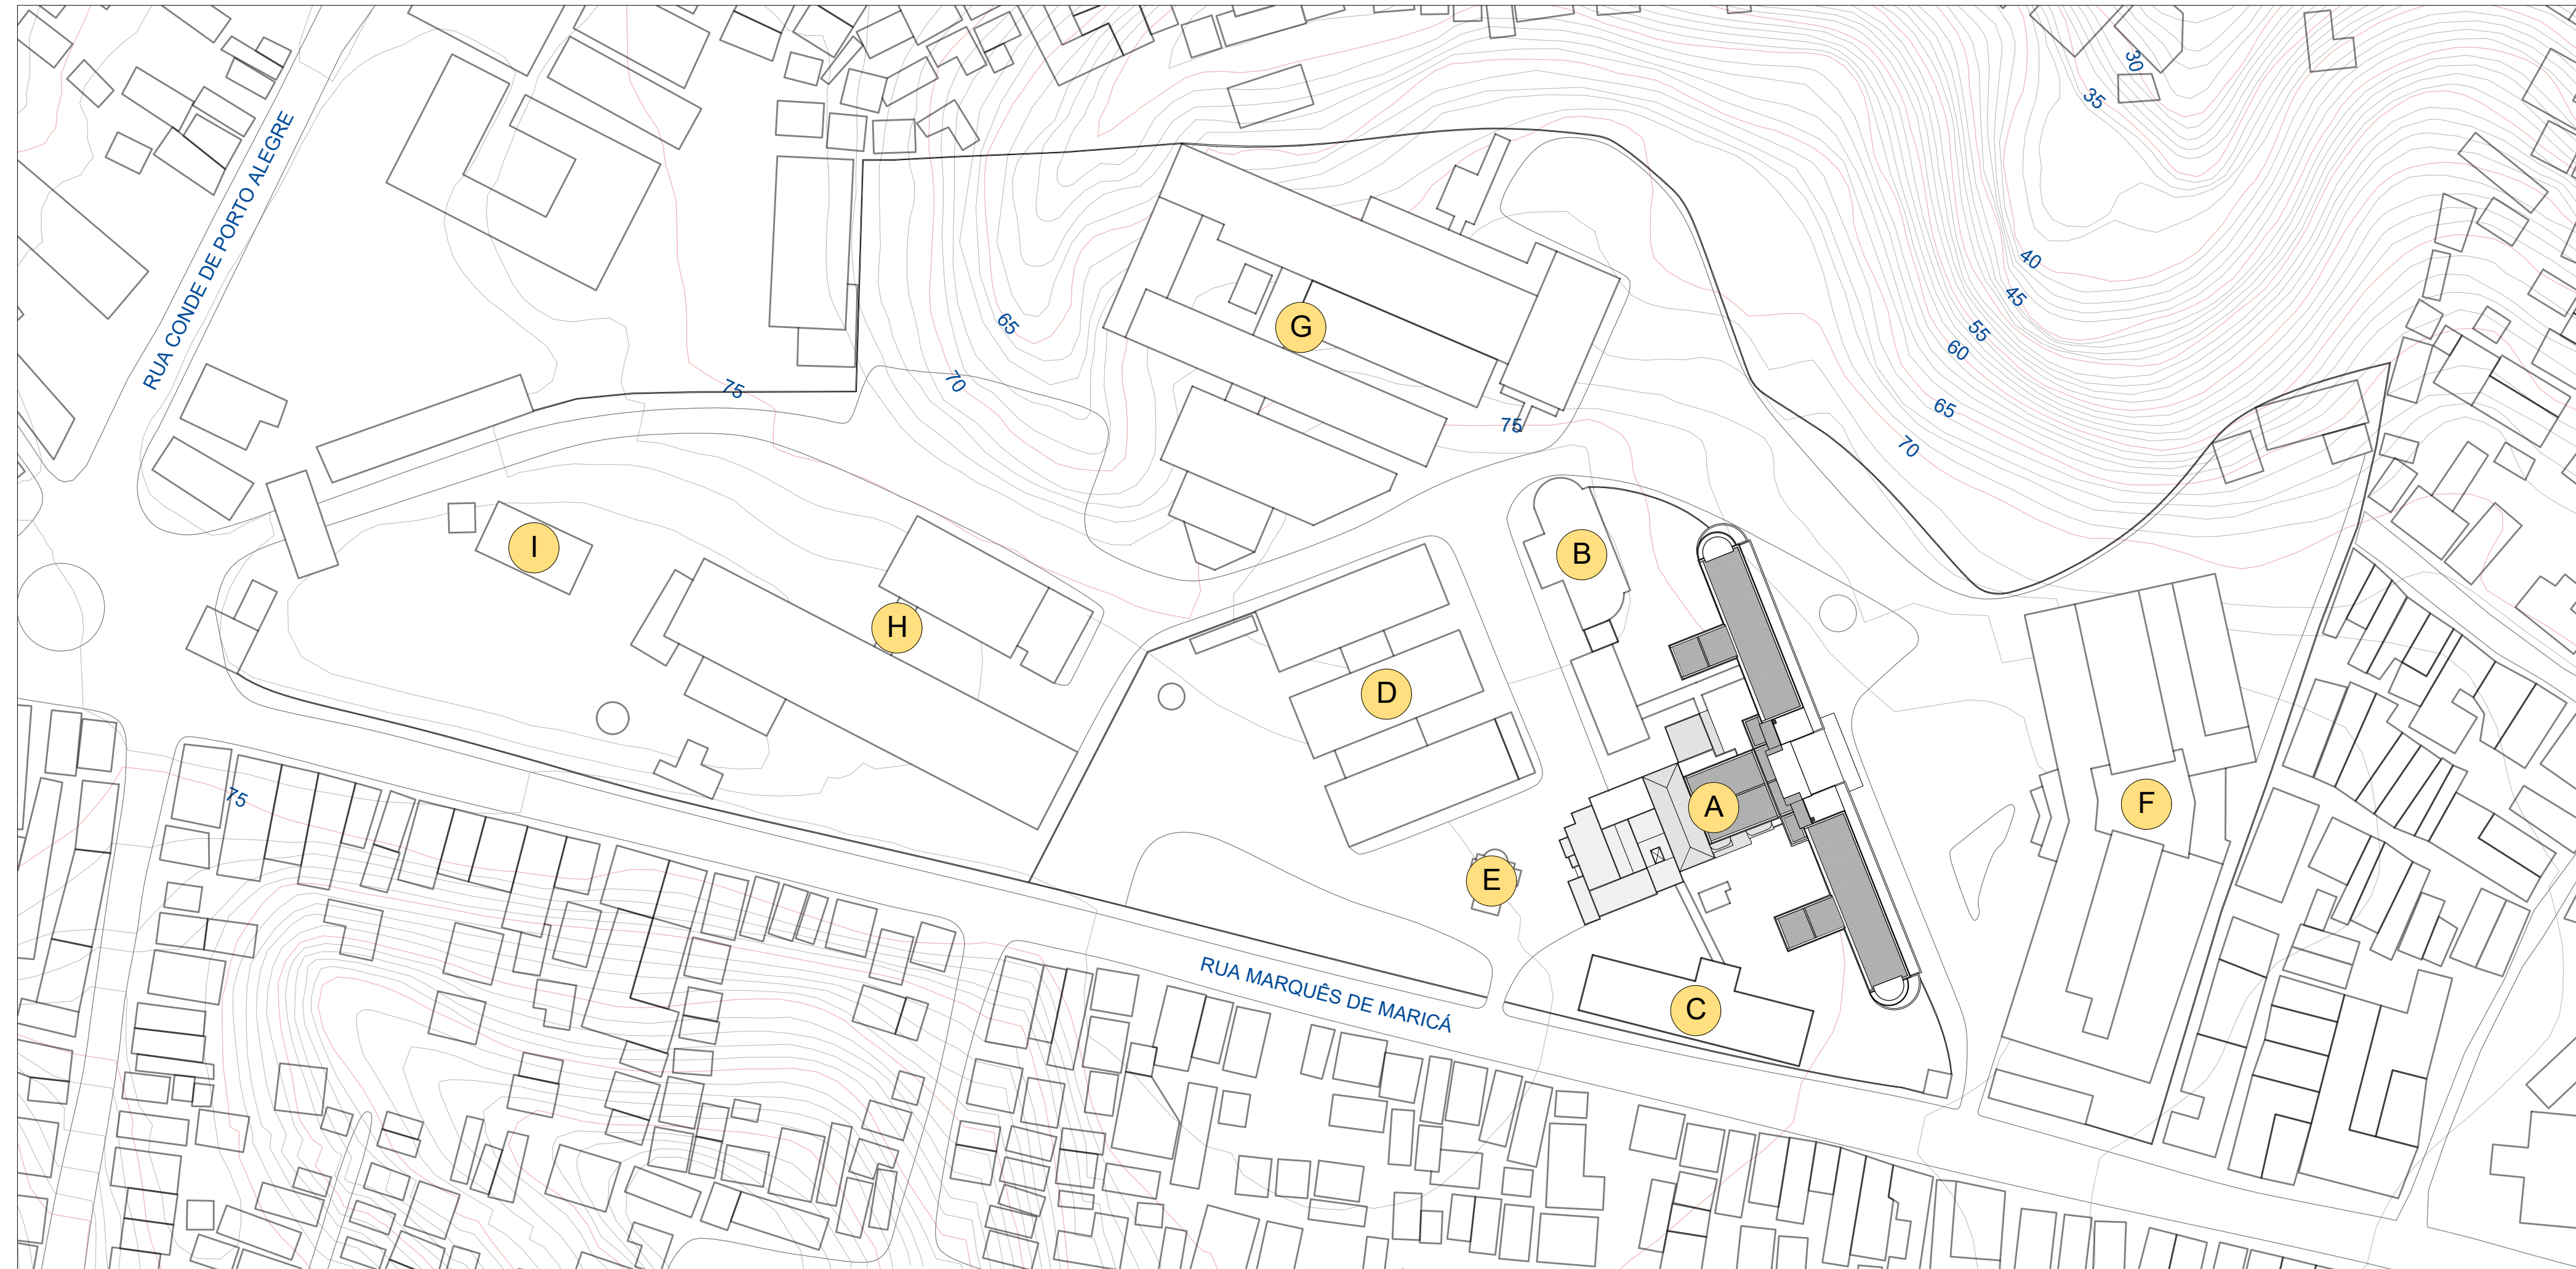 30
35
RUA CONDE DE PORTO ALEGRE
40
45
65
G
55
60
70
75
65
75
70
I
B
H
D
75
A
F
E
RUA MARQUÊS DE MARICÁ
C